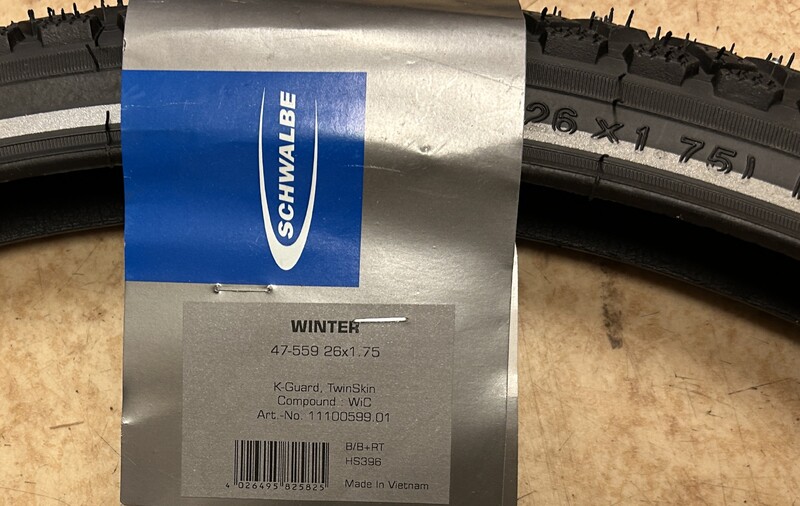 SCHWALBE
26 x 1.75)
WINTER
47-559 26x1.75
K-Guard, TwinSkin
Compound : WiC
Art.-No. 11100599.01
B/B+RT
HS396
4 026495 825825
Made In Vietnam